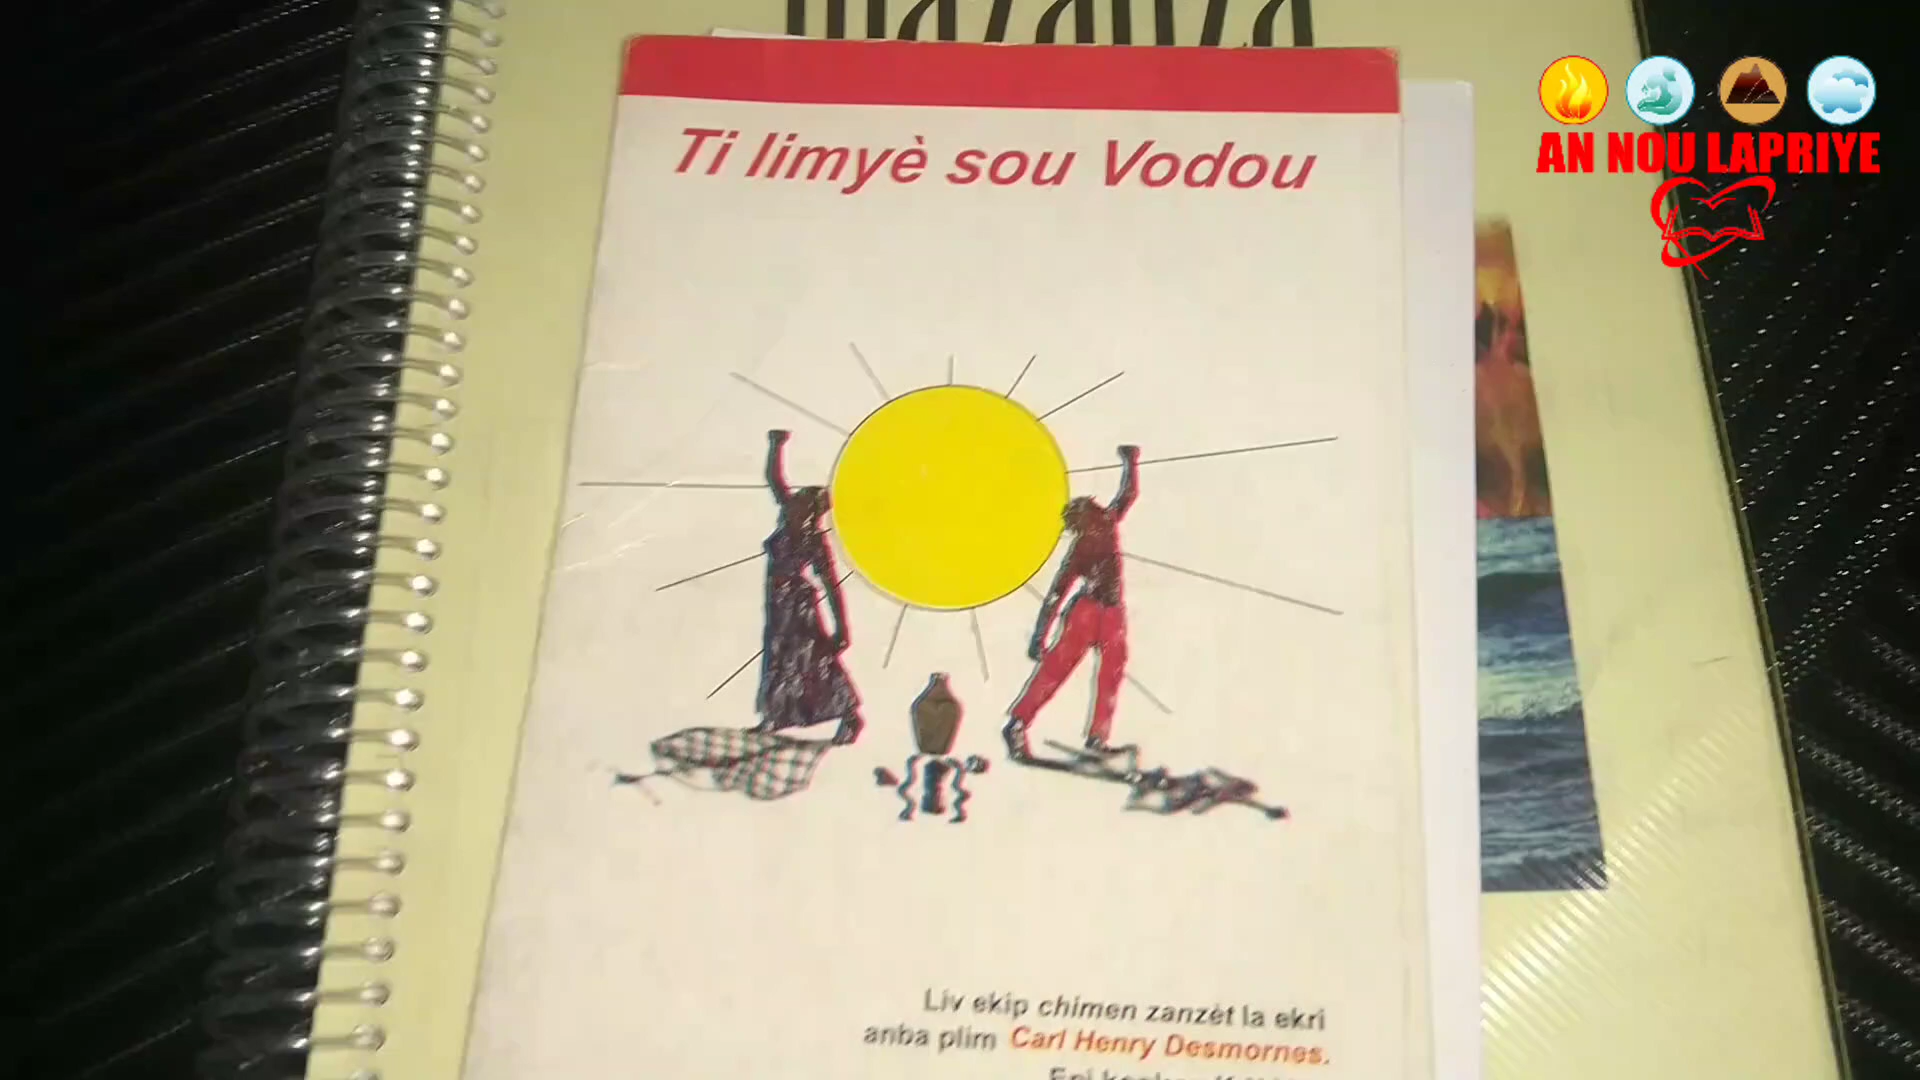 Ti limyè sou Vodou
AN NOU LAPRIYE
Liv ekip chimen zanzèt la ekri
anba plim Carl Henry Desmornes.